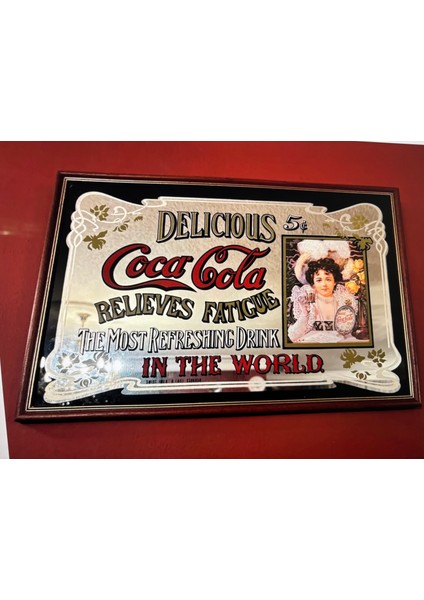 DELICIOUS 5¢
Coca-Cola
RELIEVES FATIGUE
THE MOST REFRESHING DRINK
IN THE WORLD.